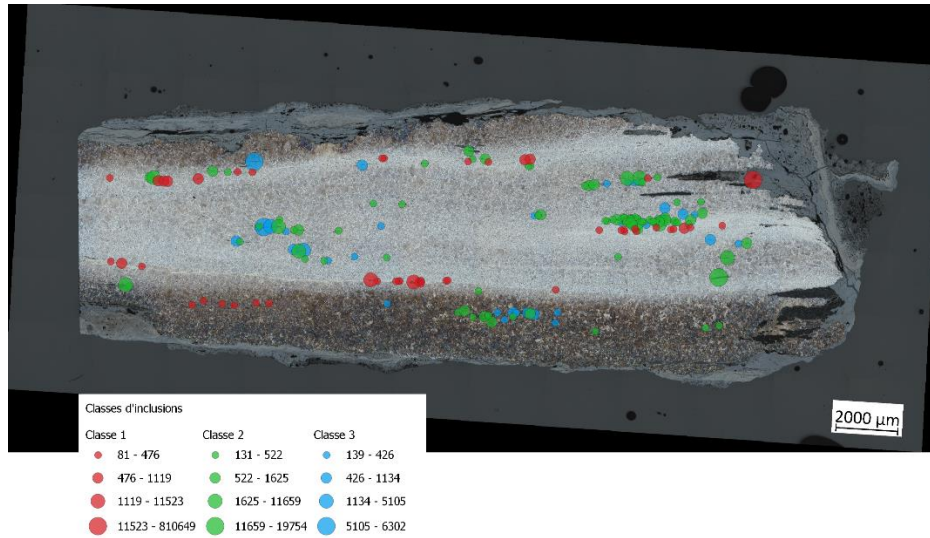 2000 µm
Classes d'inclusions
Classe 1 Classe 2 Classe 3
81 - 476 131 - 522 139 - 426
476 - 1119 522 - 1625 426 - 1134
1119 - 11523 1625 - 11659 1134 - 5105
11523 - 810649 11659 - 19754 5105 - 6302